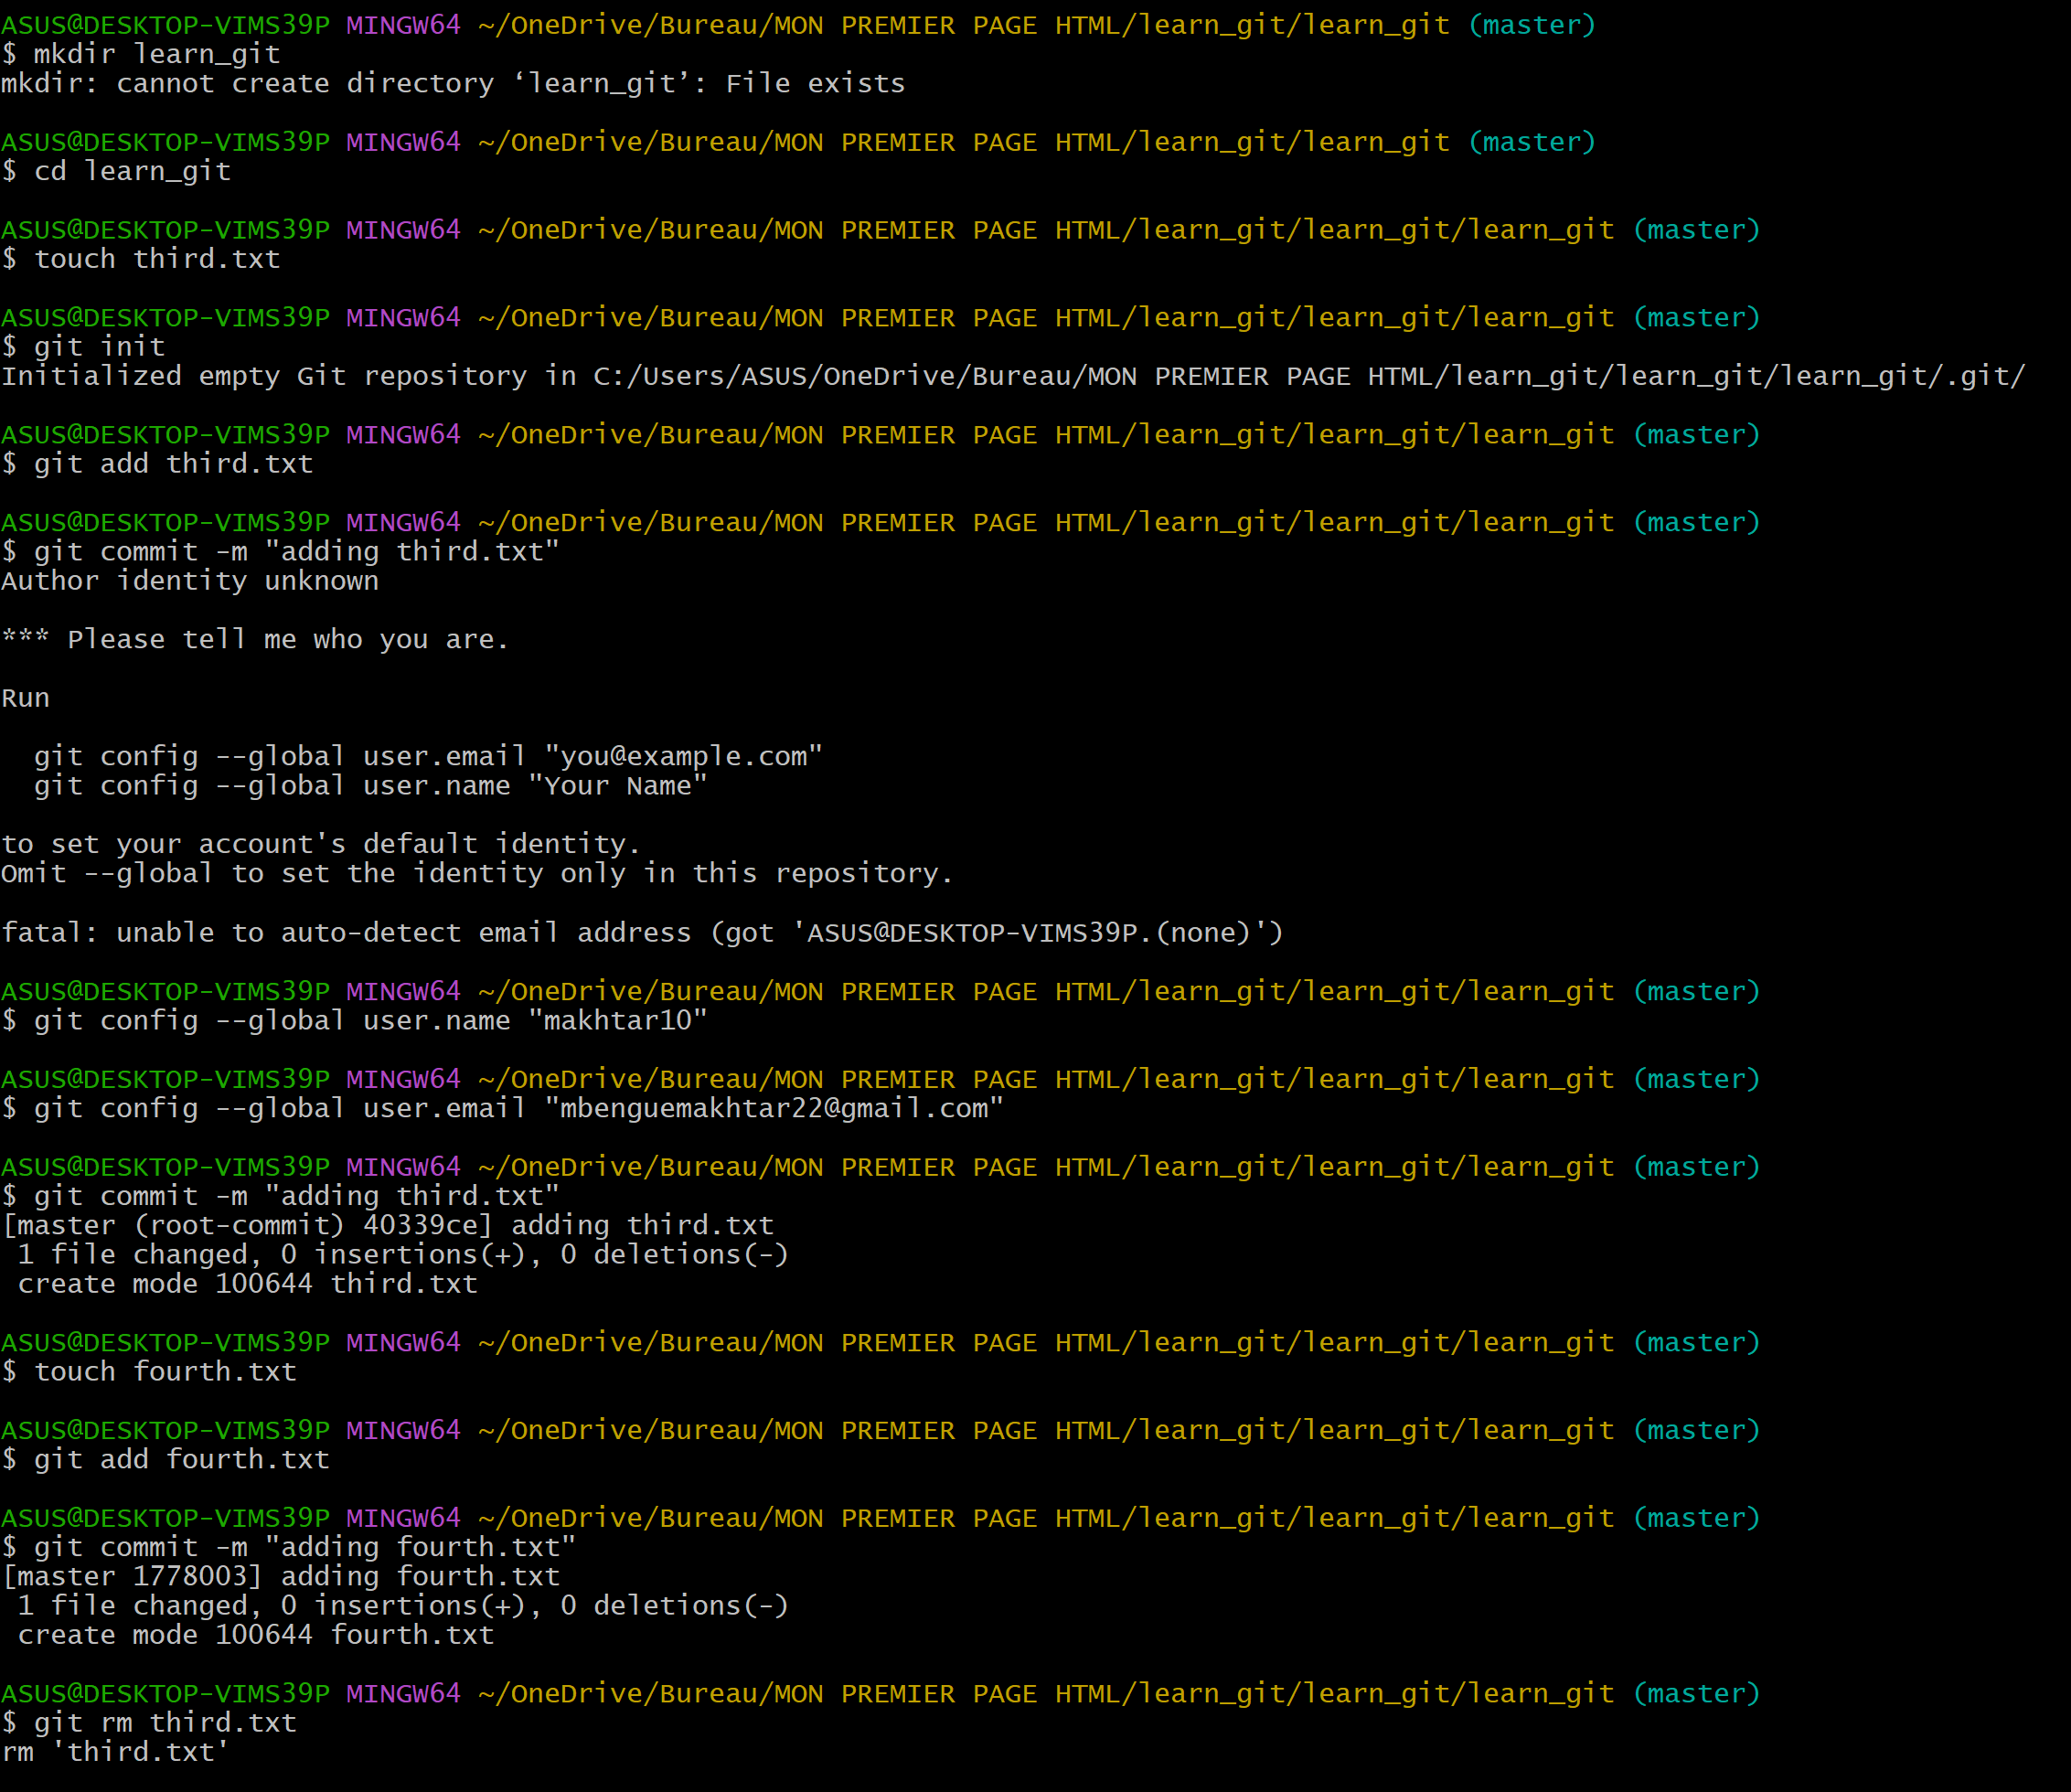 ASUS@DESKTOP-VIMS39P MINGW64 ~/OneDrive/Bureau/MON PREMIER PAGE HTML/learn_git/learn_git (master)
$ mkdir learn_git
mkdir: cannot create directory ‘learn_git’: File exists
ASUS@DESKTOP-VIMS39P MINGW64 ~/OneDrive/Bureau/MON PREMIER PAGE HTML/learn_git/learn_git (master)
$ cd learn_git
ASUS@DESKTOP-VIMS39P MINGW64 ~/OneDrive/Bureau/MON PREMIER PAGE HTML/learn_git/learn_git/learn_git (master)
$ touch third.txt
ASUS@DESKTOP-VIMS39P MINGW64 ~/OneDrive/Bureau/MON PREMIER PAGE HTML/learn_git/learn_git/learn_git (master)
$ git init
Initialized empty Git repository in C:/Users/ASUS/OneDrive/Bureau/MON PREMIER PAGE HTML/learn_git/learn_git/learn_git/.git/
ASUS@DESKTOP-VIMS39P MINGW64 ~/OneDrive/Bureau/MON PREMIER PAGE HTML/learn_git/learn_git/learn_git (master)
$ git add third.txt
ASUS@DESKTOP-VIMS39P MINGW64 ~/OneDrive/Bureau/MON PREMIER PAGE HTML/learn_git/learn_git/learn_git (master)
$ git commit -m "adding third.txt"
Author identity unknown
*** Please tell me who you are.
Run
git config --global user.email "you@example.com"
git config --global user.name "Your Name"
to set your account's default identity.
Omit --global to set the identity only in this repository.
fatal: unable to auto-detect email address (got 'ASUS@DESKTOP-VIMS39P.(none)')
ASUS@DESKTOP-VIMS39P MINGW64 ~/OneDrive/Bureau/MON PREMIER PAGE HTML/learn_git/learn_git/learn_git (master)
$ git config --global user.name "makhtar10"
ASUS@DESKTOP-VIMS39P MINGW64 ~/OneDrive/Bureau/MON PREMIER PAGE HTML/learn_git/learn_git/learn_git (master)
$ git config --global user.email "mbenguemakhtar22@gmail.com"
ASUS@DESKTOP-VIMS39P MINGW64 ~/OneDrive/Bureau/MON PREMIER PAGE HTML/learn_git/learn_git/learn_git (master)
$ git commit -m "adding third.txt"
[master (root-commit) 40339ce] adding third.txt
1 file changed, 0 insertions(+), 0 deletions(-)
create mode 100644 third.txt
ASUS@DESKTOP-VIMS39P MINGW64 ~/OneDrive/Bureau/MON PREMIER PAGE HTML/learn_git/learn_git/learn_git (master)
$ touch fourth.txt
ASUS@DESKTOP-VIMS39P MINGW64 ~/OneDrive/Bureau/MON PREMIER PAGE HTML/learn_git/learn_git/learn_git (master)
$ git add fourth.txt
ASUS@DESKTOP-VIMS39P MINGW64 ~/OneDrive/Bureau/MON PREMIER PAGE HTML/learn_git/learn_git/learn_git (master)
$ git commit -m "adding fourth.txt"
[master 1778003] adding fourth.txt
1 file changed, 0 insertions(+), 0 deletions(-)
create mode 100644 fourth.txt
ASUS@DESKTOP-VIMS39P MINGW64 ~/OneDrive/Bureau/MON PREMIER PAGE HTML/learn_git/learn_git/learn_git (master)
$ git rm third.txt
rm 'third.txt'